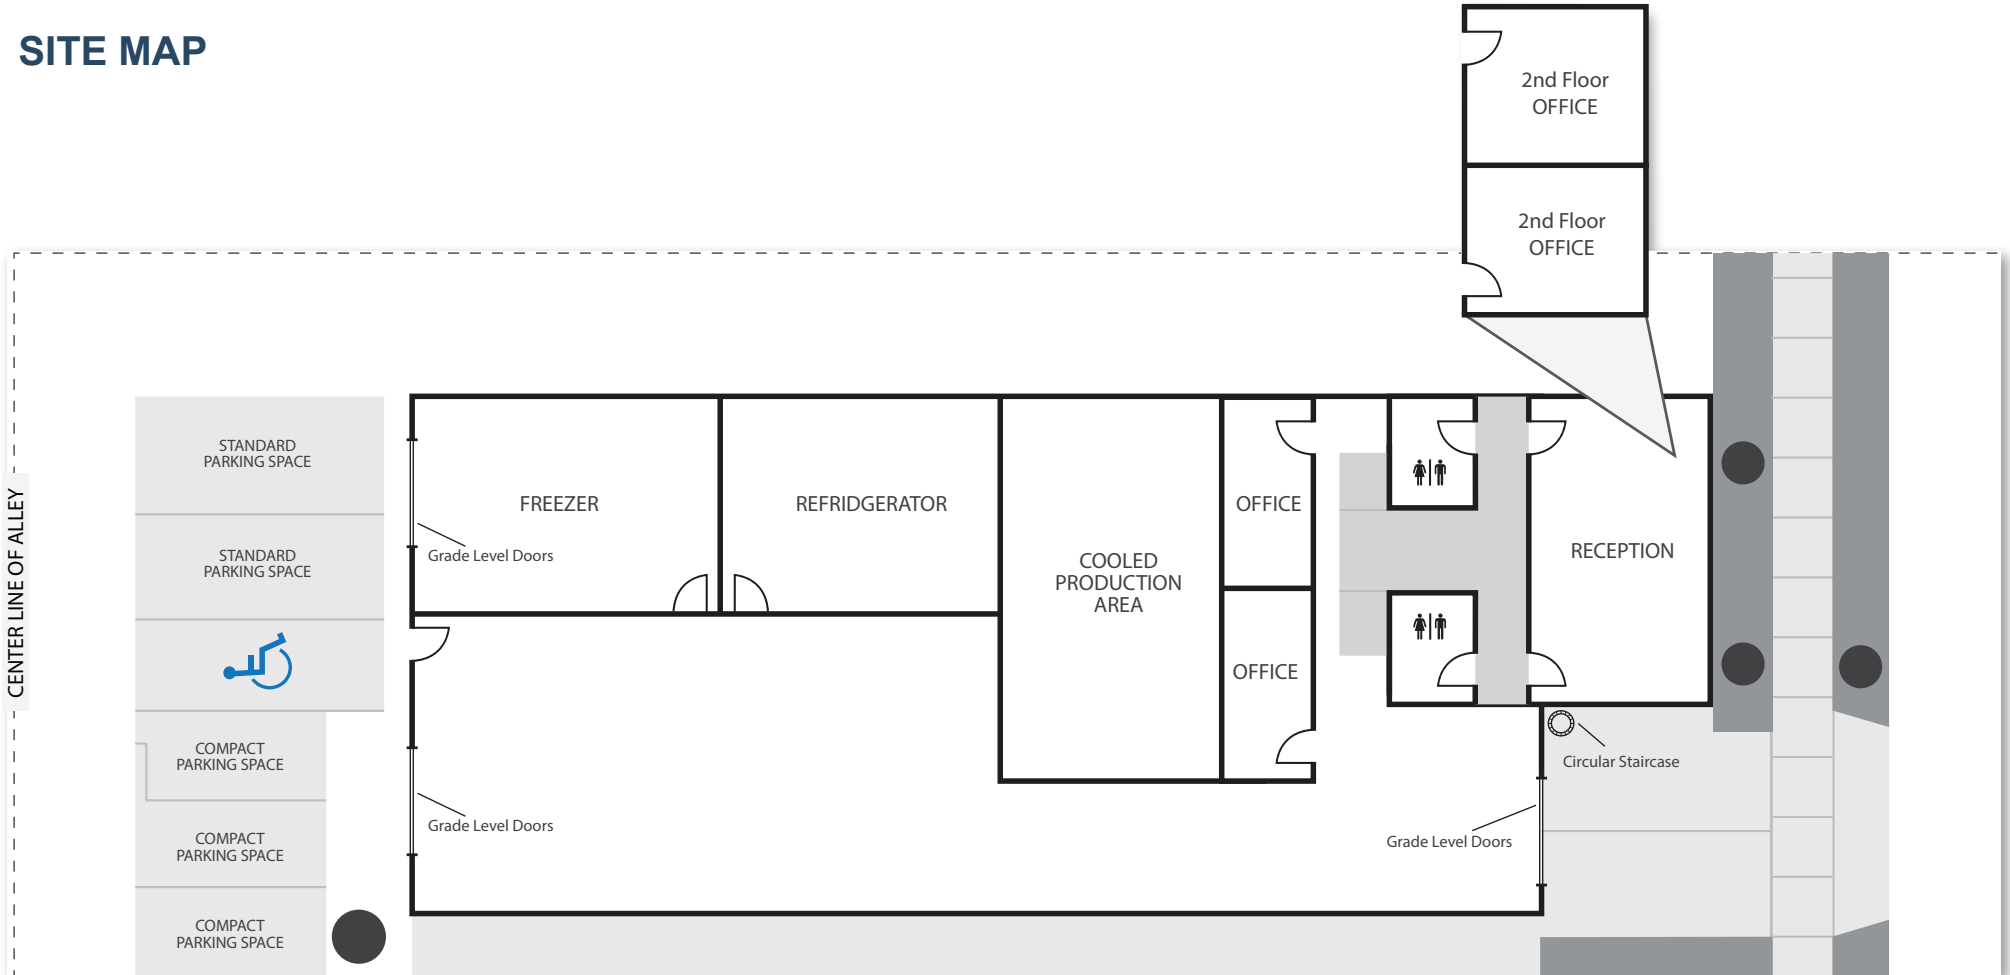 SITE MAP
2nd Floor
OFFICE
2nd Floor
OFFICE
CENTER LINE OF ALLEY
STANDARD
PARKING SPACE
STANDARD
PARKING SPACE
COMPACT
PARKING SPACE
COMPACT
PARKING SPACE
COMPACT
PARKING SPACE
FREEZER
Grade Level Doors
REFRIDGERATOR
COOLED
PRODUCTION
AREA
OFFICE
OFFICE
RECEPTION
Circular Staircase
Grade Level Doors
Grade Level Doors